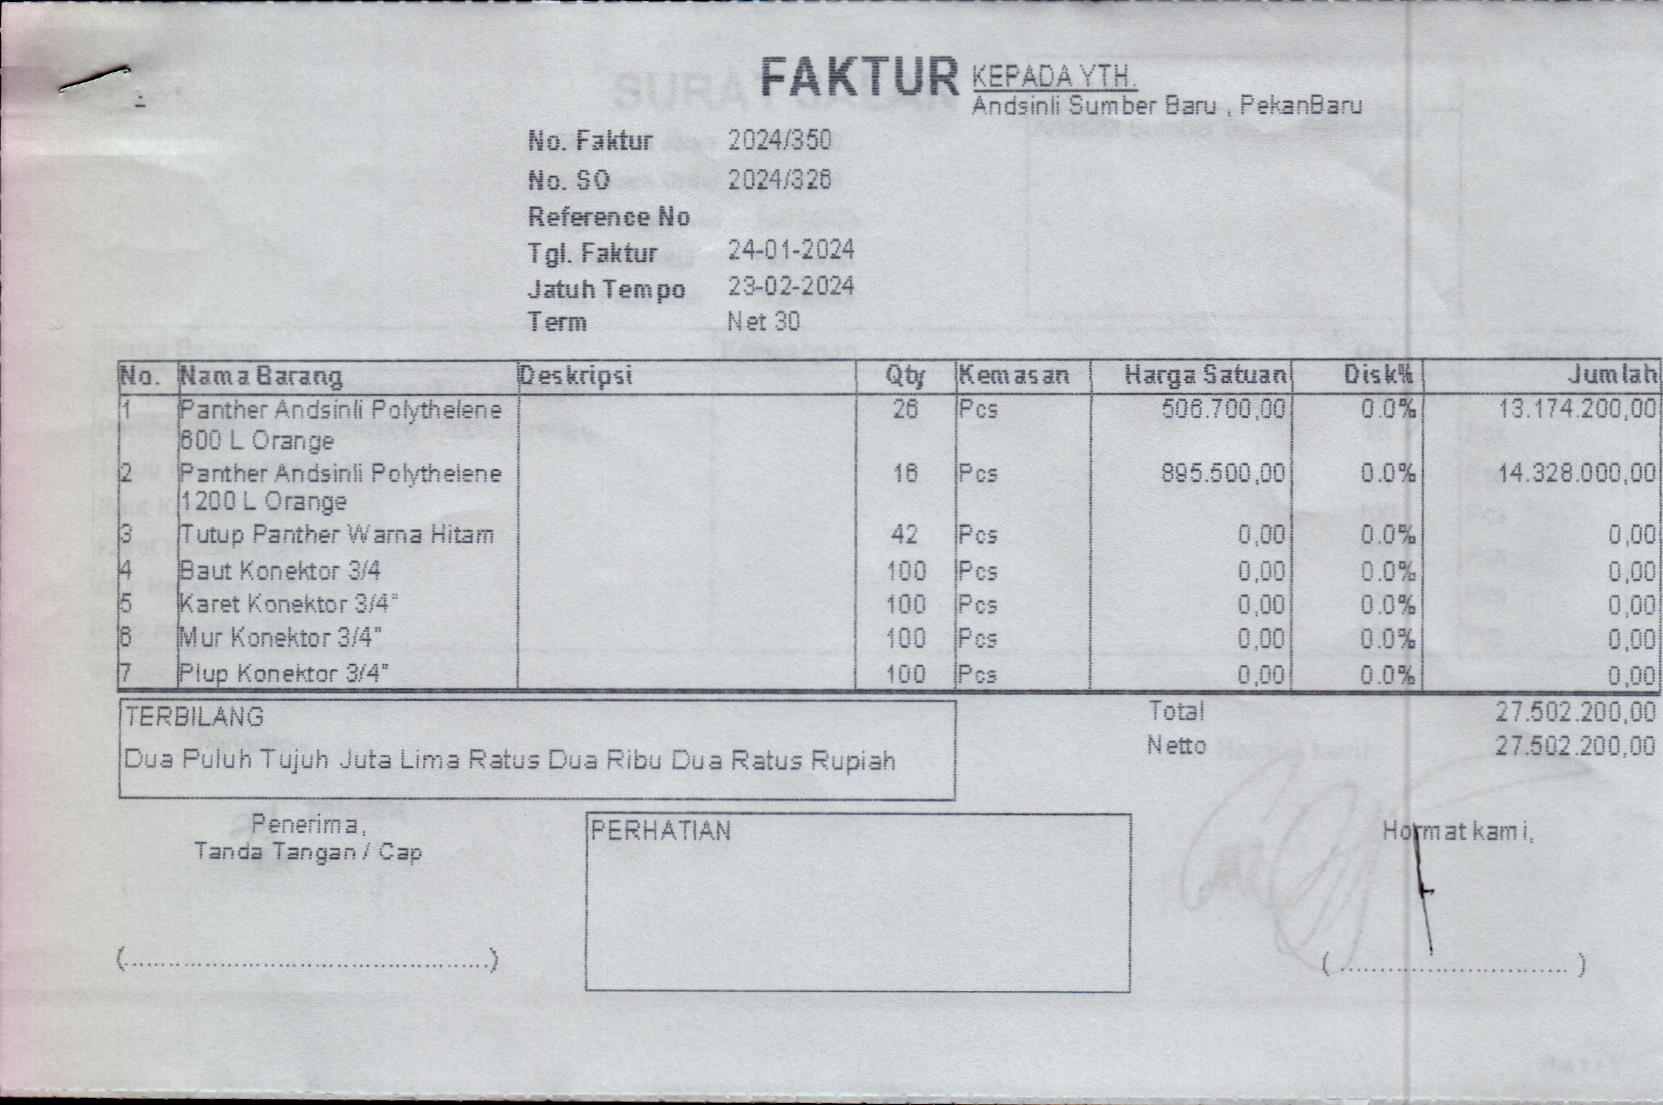 FAKTUR
KEPADA YTH.
Andsinli Sumber Baru , PekanBaru
No. Faktur 2024/350
No. SO 2024/326
Reference No
Tgl. Faktur 24-01-2024
Jatuh Tempo 23-02-2024
Term Net 30
No. Nama Barang Deskripsi Qty Kemasan Harga Satuan Disk% Jumlah
1 Panther Andsinli Polythelene 26 Pcs 506.700,00 0.0% 13.174.200,00
600 L Orange
2 Panther Andsinli Polythelene 16 Pcs 895.500,00 0.0% 14.328.000,00
1200 L Orange
3 Tutup Panther Warna Hitam 42 Pcs 0,00 0.0% 0,00
4 Baut Konektor 3/4 100 Pcs 0,00 0.0% 0,00
5 Karet Konektor 3/4" 100 Pcs 0,00 0.0% 0,00
6 Mur Konektor 3/4" 100 Pcs 0,00 0.0% 0,00
7 Plup Konektor 3/4" 100 Pcs 0,00 0.0% 0,00
TERBILANG
Dua Puluh Tujuh Juta Lima Ratus Dua Ribu Dua Ratus Rupiah
Total 27.502.200,00
Netto 27.502.200,00
Penerima,
Tanda Tangan / Cap
PERHATIAN
Hormat kami,
(................................................)
( .............................. )